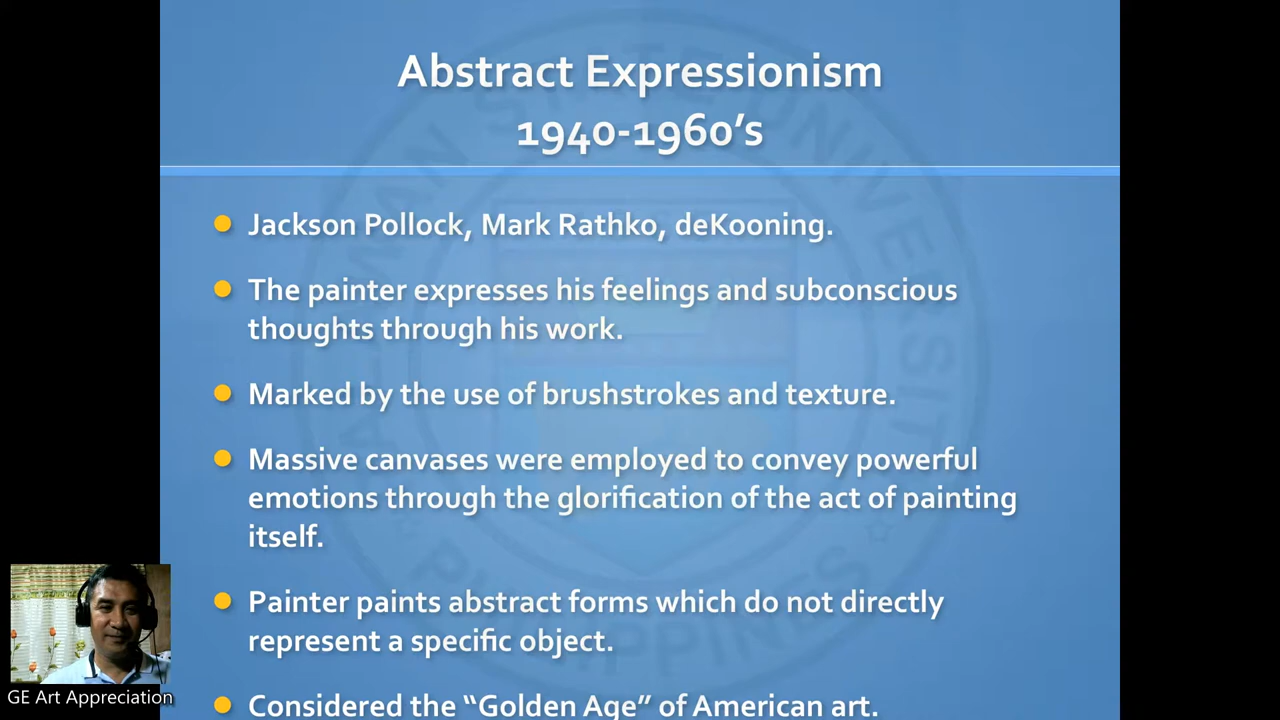 Abstract Expressionism
1940-1960's
Jackson Pollock, Mark Rathko, deKooning.
The painter expresses his feelings and subconscious
thoughts through his work.
Marked by the use of brushstrokes and texture.
Massive canvases were employed to convey powerful
emotions through the glorification of the act of painting
itself.
Painter paints abstract forms which do not directly
represent a specific object.
Considered the “Golden Age” of American art.
GE Art Appreciation
STATE UNIVERSITY
PHILIPPINES